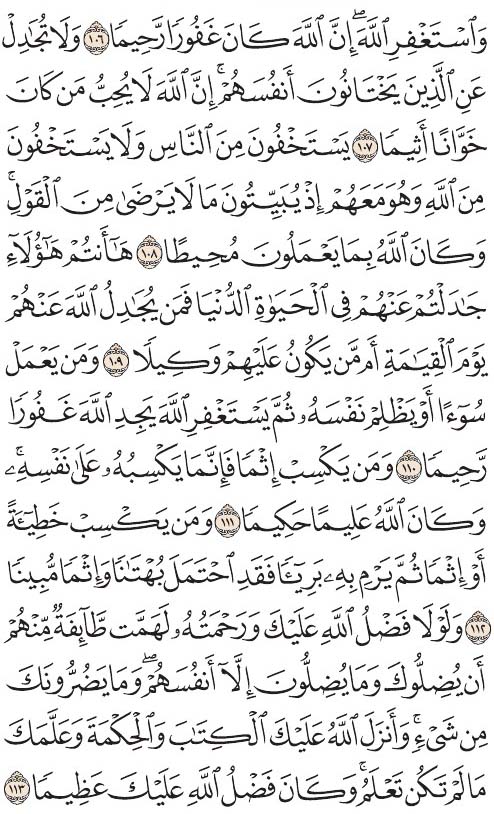 وَٱسۡتَغۡفِرِ ٱللَّهَۖ إِنَّ ٱللَّهَ كَانَ غَفُورٗا رَّحِيمٗا ١٠٦ وَلَا تُجَٰدِلۡ
عَنِ ٱلَّذِينَ يَخۡتَانُونَ أَنفُسَهُمۡۚ إِنَّ ٱللَّهَ لَا يُحِبُّ مَن كَانَ
خَوَّانًا أَثِيمٗا ١٠٧ يَسۡتَخۡفُونَ مِنَ ٱلنَّاسِ وَلَا يَسۡتَخۡفُونَ
مِنَ ٱللَّهِ وَهُوَ مَعَهُمۡ إِذۡ يُبَيِّتُونَ مَا لَا يَرۡضَىٰ مِنَ ٱلۡقَوۡلِۚ
وَكَانَ ٱللَّهُ بِمَا يَعۡمَلُونَ مُحِيطًا ١٠٨ هَٰٓأَنتُمۡ هَٰٓؤُلَآءِ
جَٰدَلۡتُمۡ عَنۡهُمۡ فِي ٱلۡحَيَوٰةِ ٱلدُّنۡيَا فَمَن يُجَٰدِلُ ٱللَّهَ عَنۡهُمۡ
يَوۡمَ ٱلۡقِيَٰمَةِ أَم مَّن يَكُونُ عَلَيۡهِمۡ وَكِيلٗا ١٠٩ وَمَن يَعۡمَلۡ
سُوٓءًا أَوۡ يَظۡلِمۡ نَفۡسَهُۥ ثُمَّ يَسۡتَغۡفِرِ ٱللَّهَ يَجِدِ ٱللَّهَ غَفُورٗا
رَّحِيمٗا ١١٠ وَمَن يَكۡسِبۡ إِثۡمٗا فَإِنَّمَا يَكۡسِبُهُۥ عَلَىٰ نَفۡسِهِۦۚ
وَكَانَ ٱللَّهُ عَلِيمًا حَكِيمٗا ١١١ وَمَن يَكۡسِبۡ خَطِيٓـَٔةً
أَوۡ إِثۡمٗا ثُمَّ يَرۡمِ بِهِۦ بَرِيٓـٔٗا فَقَدِ ٱحۡتَمَلَ بُهۡتَٰنٗا وَإِثۡمٗا مُّبِينٗا
١١٢ وَلَوۡلَا فَضۡلُ ٱللَّهِ عَلَيۡكَ وَرَحۡمَتُهُۥ لَهَمَّت طَّآئِفَةٞ مِّنۡهُمۡ
أَن يُضِلُّوكَ وَمَا يُضِلُّونَ إِلَّآ أَنفُسَهُمۡۖ وَمَا يَضُرُّونَكَ
مِن شَيۡءٖۚ وَأَنزَلَ ٱللَّهُ عَلَيۡكَ ٱلۡكِتَٰبَ وَٱلۡحِكۡمَةَ وَعَلَّمَكَ
مَا لَمۡ تَكُن تَعۡلَمُۚ وَكَانَ فَضۡلُ ٱللَّهِ عَلَيۡكَ عَظِيمٗا ١١٣